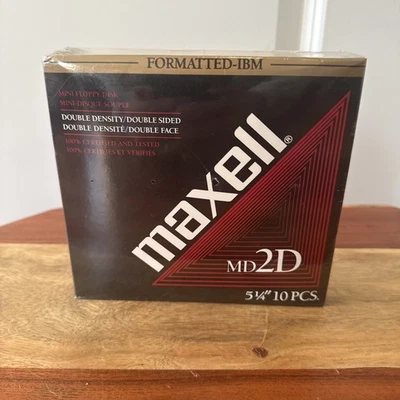 FORMATTED-IBM
MINI FLOPPY DISK
MINI-DISQUE SOUPLE
DOUBLE DENSITY/DOUBLE SIDED
DOUBLE DENSITÉ/DOUBLE FACE
100% CERTIFIED AND TESTED
100% CERTIFIÉS ET VÉRIFIÉS
maxell®
MD2D
5¼" 10 PCS.